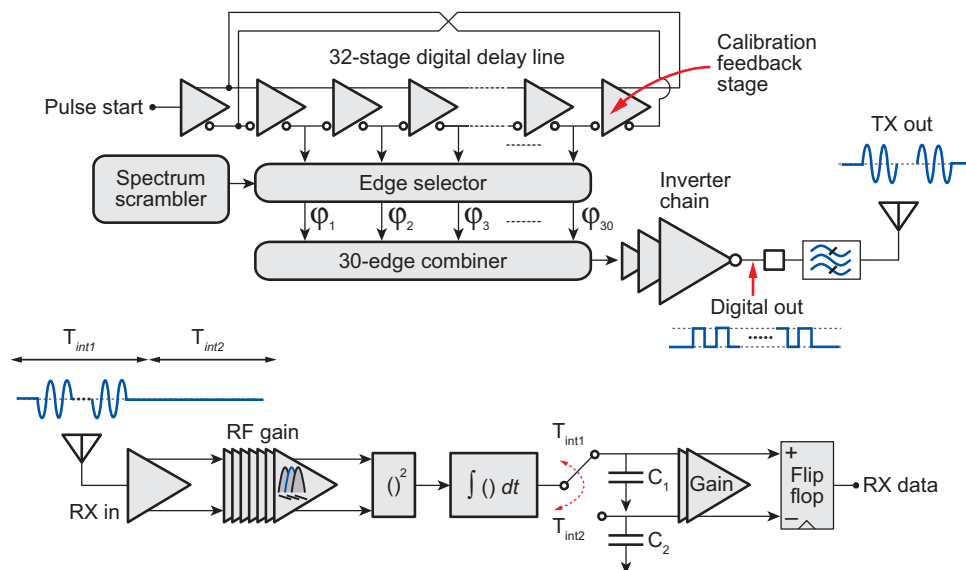 32-stage digital delay line
Calibration
feedback
stage
Pulse start
TX out
Spectrum
scrambler
Edge selector
Inverter
chain
φ1
φ2
φ3
φ30
30-edge combiner
Digital out
Tint1
Tint2
RF gain
Tint1
()2
∫ () dt
C1
Gain
+
−
Flip
flop
RX data
RX in
Tint2
C2